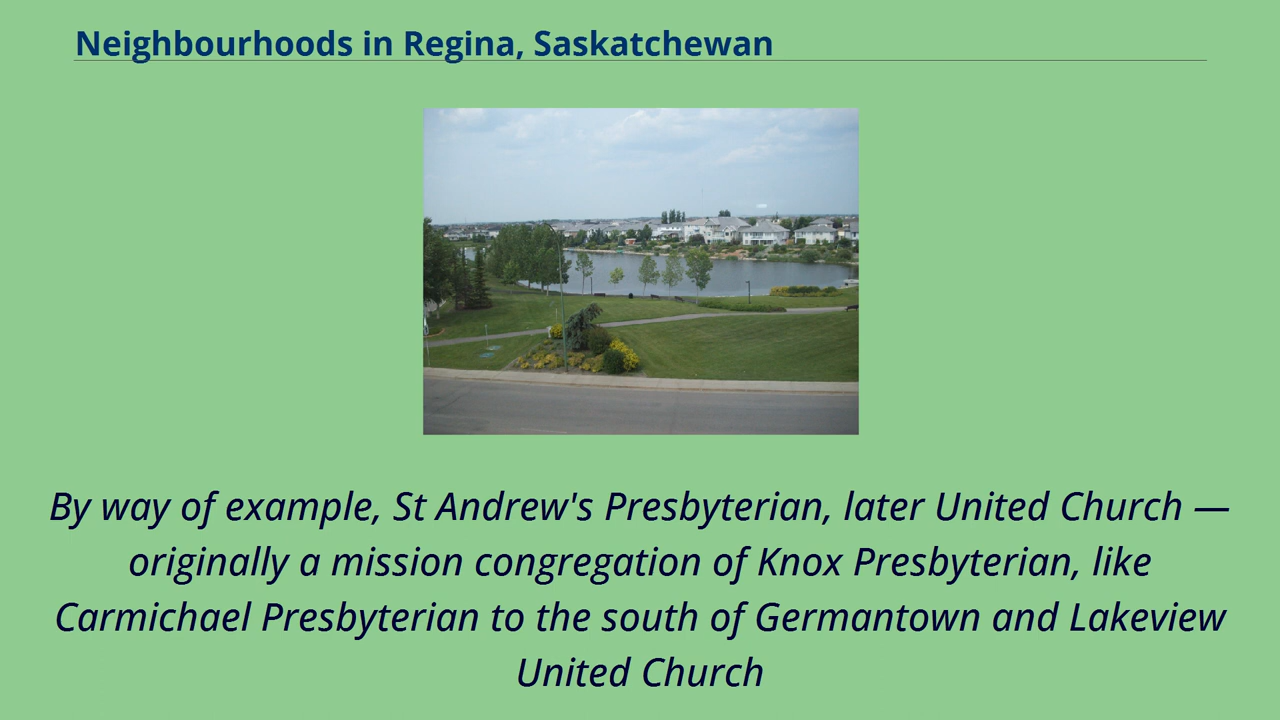 Neighbourhoods in Regina, Saskatchewan
By way of example, St Andrew's Presbyterian, later United Church —
originally a mission congregation of Knox Presbyterian, like
Carmichael Presbyterian to the south of Germantown and Lakeview
United Church